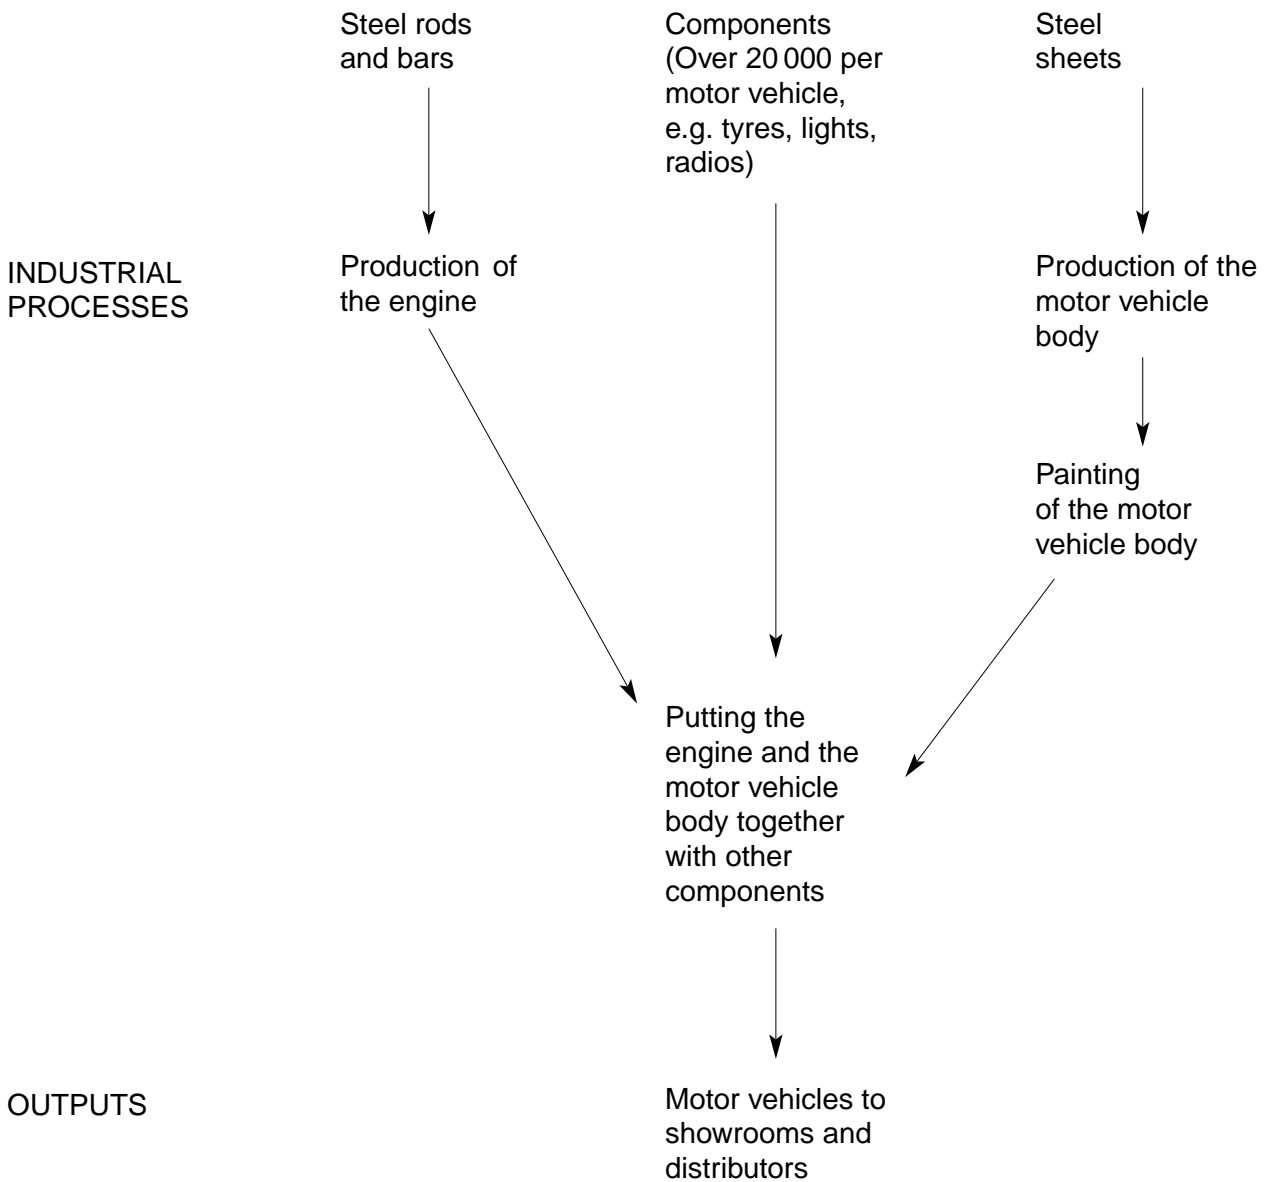 Steel rods
and bars
Components
(Over 20 000 per
motor vehicle,
e.g. tyres, lights,
radios)
Steel
sheets
INDUSTRIAL
PROCESSES
Production of
the engine
Production of the
motor vehicle
body
Painting
of the motor
vehicle body
Putting the
engine and the
motor vehicle
body together
with other
components
OUTPUTS
Motor vehicles to
showrooms and
distributors